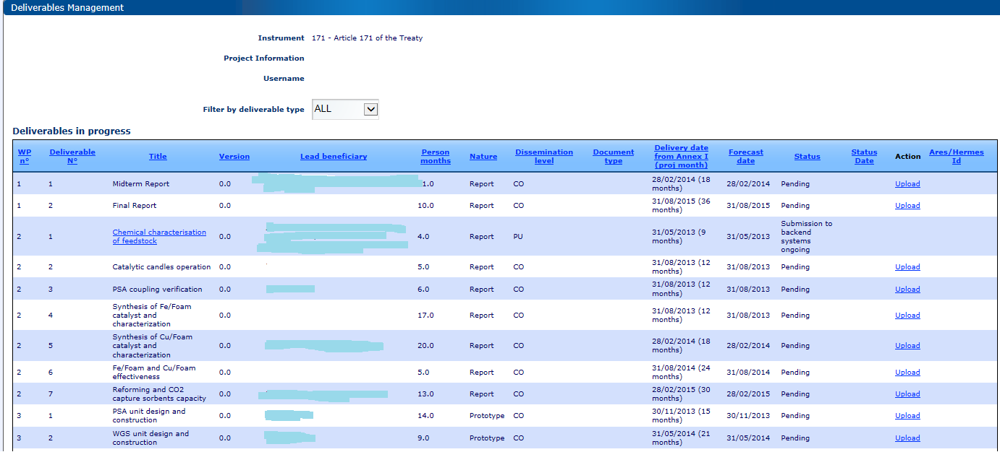 Deliverables Management
Instrument 171 - Article 171 of the Treaty
Project Information
Username
Filter by deliverable type ALL
Deliverables in progress
WP n° Deliverable N° Title Version Lead beneficiary Person months Nature Dissemination level Document type Delivery date from Annex I (proj month) Forecast date Status Status Date Action Ares/Hermes Id
1 1 Midterm Report 0.0 1.0 Report CO 28/02/2014 (18 months) 28/02/2014 Pending Upload
1 2 Final Report 0.0 10.0 Report CO 31/08/2015 (36 months) 31/08/2015 Pending Upload
2 1 Chemical characterisation of feedstock 0.0 4.0 Report PU 31/05/2013 (9 months) 31/05/2013 Submission to backend systems ongoing
2 2 Catalytic candles operation 0.0 5.0 Report CO 31/08/2013 (12 months) 31/08/2013 Pending Upload
2 3 PSA coupling verification 0.0 6.0 Report CO 31/08/2013 (12 months) 31/08/2013 Pending Upload
2 4 Synthesis of Fe/Foam catalyst and characterization 0.0 17.0 Report CO 31/08/2013 (12 months) 31/08/2013 Pending Upload
2 5 Synthesis of Cu/Foam catalyst and characterization 0.0 20.0 Report CO 28/02/2014 (18 months) 28/02/2014 Pending Upload
2 6 Fe/Foam and Cu/Foam effectiveness 0.0 5.0 Report CO 31/08/2014 (24 months) 31/08/2014 Pending Upload
2 7 Reforming and CO2 capture sorbents capacity 0.0 13.0 Report CO 28/02/2015 (30 months) 28/02/2015 Pending Upload
3 1 PSA unit design and construction 0.0 14.0 Prototype CO 30/11/2013 (15 months) 30/11/2013 Pending Upload
3 2 WGS unit design and construction 0.0 9.0 Prototype CO 31/05/2014 (21 months) 31/05/2014 Pending Upload